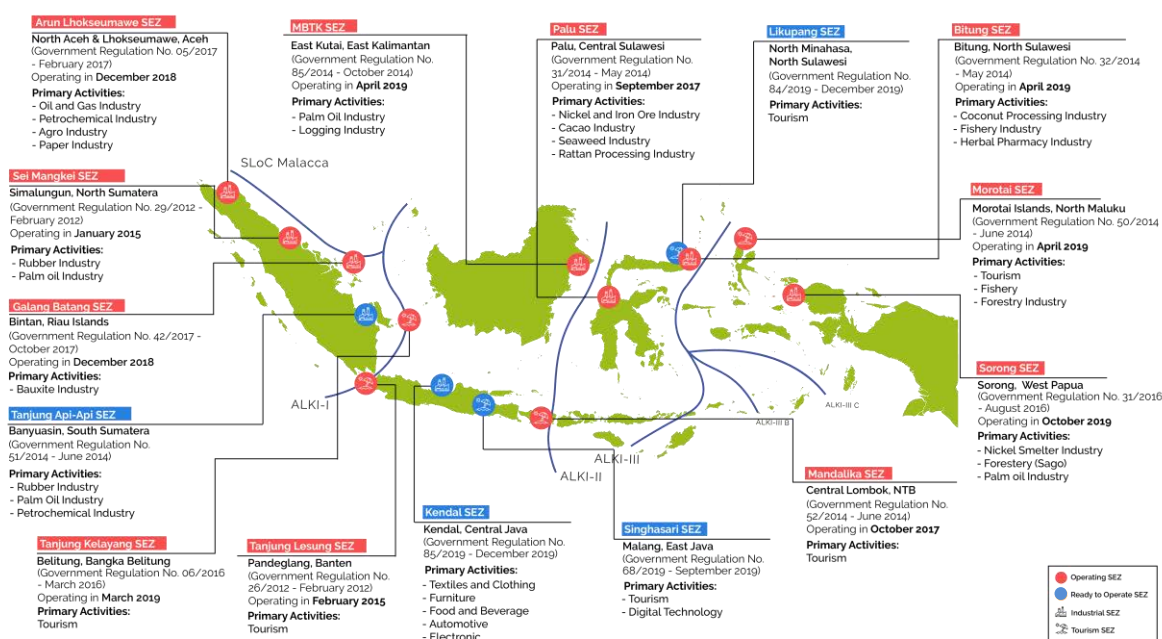 Arun Lhokseumawe SEZ
North Aceh & Lhokseumawe, Aceh
(Government Regulation No. 05/2017
- February 2017)
Operating in December 2018
Primary Activities:
- Oil and Gas Industry
- Petrochemical Industry
- Agro Industry
- Paper Industry
MBTK SEZ
East Kutai, East Kalimantan
(Government Regulation No.
85/2014 - October 2014)
Operating in April 2019
Primary Activities:
- Palm Oil Industry
- Logging Industry
Palu SEZ
Palu, Central Sulawesi
(Government Regulation No.
31/2014 - May 2014)
Operating in September 2017
Primary Activities:
- Nickel and Iron Ore Industry
- Cacao Industry
- Seaweed Industry
- Rattan Processing Industry
Likupang SEZ
North Minahasa,
North Sulawesi
(Government Regulation No.
84/2019 - December 2019)
Primary Activities:
Tourism
Bitung SEZ
Bitung, North Sulawesi
(Government Regulation No. 32/2014
- May 2014)
Operating in April 2019
Primary Activities:
- Coconut Processing Industry
- Fishery Industry
- Herbal Pharmacy Industry
SLoC Malacca
Sei Mangkei SEZ
Simalungun, North Sumatera
(Government Regulation No. 29/2012 -
February 2012)
Operating in January 2015
Primary Activities:
- Rubber Industry
- Palm oil Industry
Morotai SEZ
Morotai Islands, North Maluku
(Government Regulation No. 50/2014
- June 2014)
Operating in April 2019
Primary Activities:
- Tourism
- Fishery
- Forestry Industry
Galang Batang SEZ
Bintan, Riau Islands
(Government Regulation No. 42/2017 -
October 2017)
Operating in December 2018
Primary Activities:
- Bauxite Industry
Sorong SEZ
Sorong, West Papua
(Government Regulation No. 31/2016
- August 2016)
Operating in October 2019
Primary Activities:
- Nickel Smelter Industry
- Forestery (Sago)
- Palm oil Industry
Tanjung Api-Api SEZ
Banyuasin, South Sumatera
(Government Regulation No.
51/2014 - June 2014)
Primary Activities:
- Rubber Industry
- Palm Oil Industry
- Petrochemical Industry
ALKI-I
ALKI-II
ALKI-III
ALKI-III B
ALKI-III C
Mandalika SEZ
Central Lombok, NTB
(Government Regulation No.
52/2014 - June 2014)
Operating in October 2017
Primary Activities:
Tourism
Tanjung Kelayang SEZ
Belitung, Bangka Belitung
(Government Regulation No. 06/2016
- March 2016)
Operating in March 2019
Primary Activities:
Tourism
Tanjung Lesung SEZ
Pandeglang, Banten
(Government Regulation No.
26/2012 - February 2012)
Operating in February 2015
Primary Activities:
Tourism
Kendal SEZ
Kendal, Central Java
(Government Regulation No.
85/2019 - December 2019)
Primary Activities:
- Textiles and Clothing
- Furniture
- Food and Beverage
- Automotive
- Electronic
Singhasari SEZ
Malang, East Java
(Government Regulation No.
68/2019 - September 2019)
Primary Activities:
- Tourism
- Digital Technology
Operating SEZ
Ready to Operate SEZ
Industrial SEZ
Tourism SEZ